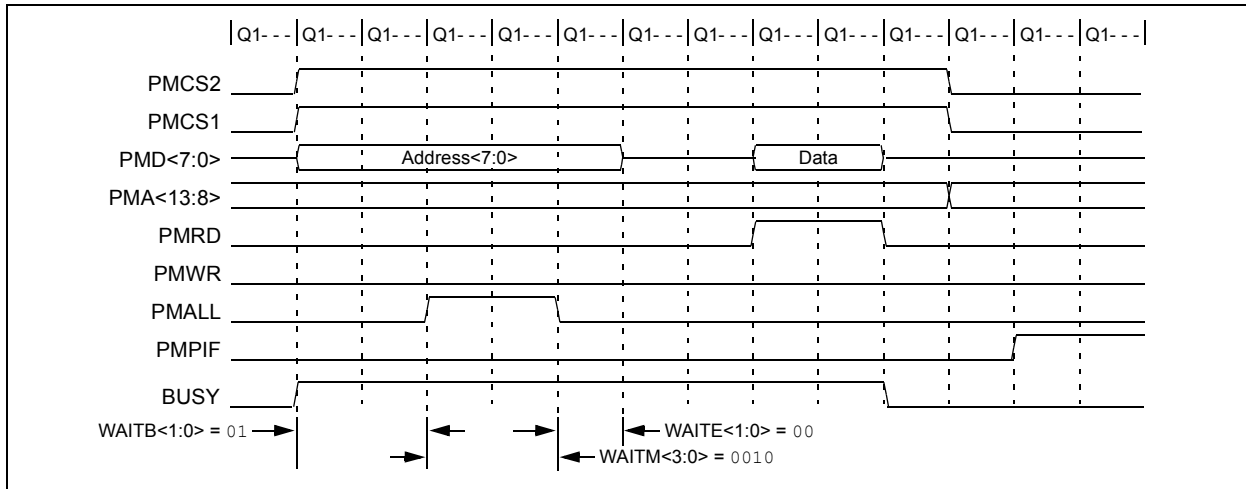 Q1- - - Q1- - - Q1- - - Q1- - - Q1- - - Q1- - - Q1- - - Q1- - - Q1- - - Q1- - - Q1- - - Q1- - - Q1- - - Q1- - -
PMCS2
PMCS1
PMD<7:0> Address<7:0> Data
PMA<13:8>
PMRD
PMWR
PMALL
PMPIF
BUSY
WAITB<1:0> = 01 WAITE<1:0> = 00
WAITM<3:0> = 0010